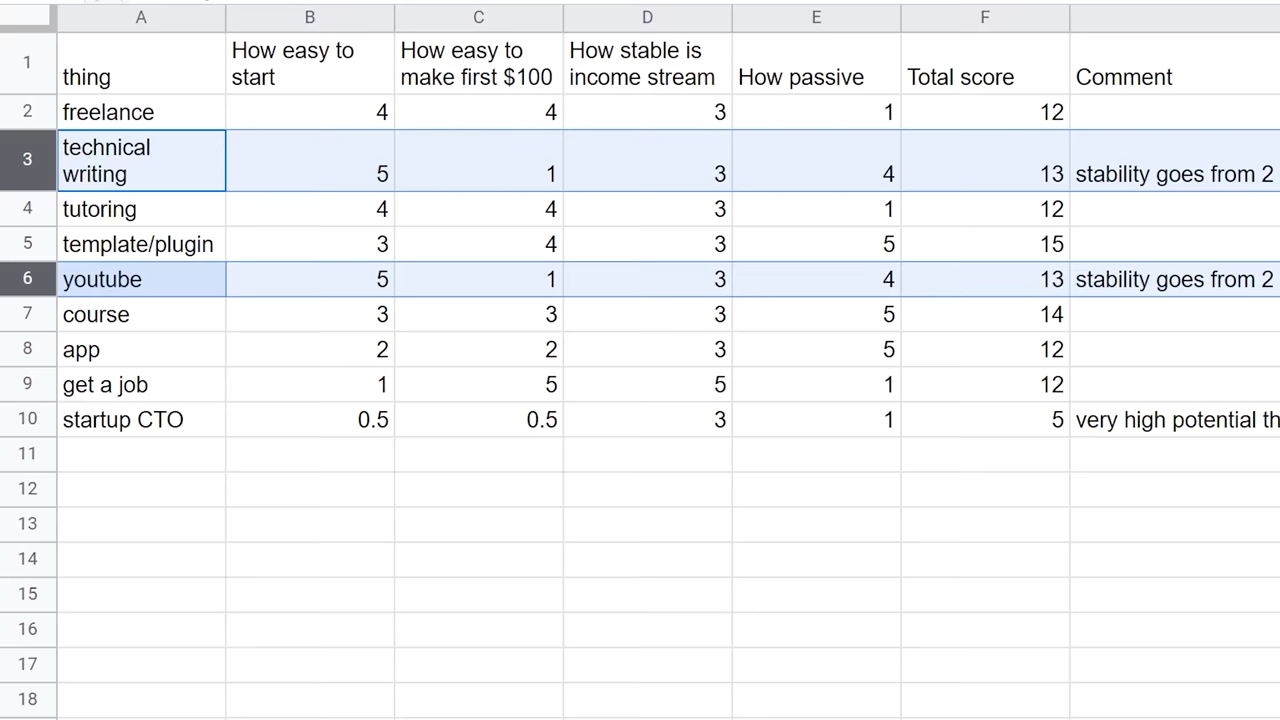 A B C D E F
1 thing How easy to start How easy to make first $100 How stable is income stream How passive Total score Comment
2 freelance 4 4 3 1 12
3 technical writing 5 1 3 4 13 stability goes from 2
4 tutoring 4 4 3 1 12
5 template/plugin 3 4 3 5 15
6 youtube 5 1 3 4 13 stability goes from 2
7 course 3 3 3 5 14
8 app 2 2 3 5 12
9 get a job 1 5 5 1 12
10 startup CTO 0.5 0.5 3 1 5 very high potential th
11
12
13
14
15
16
17
18